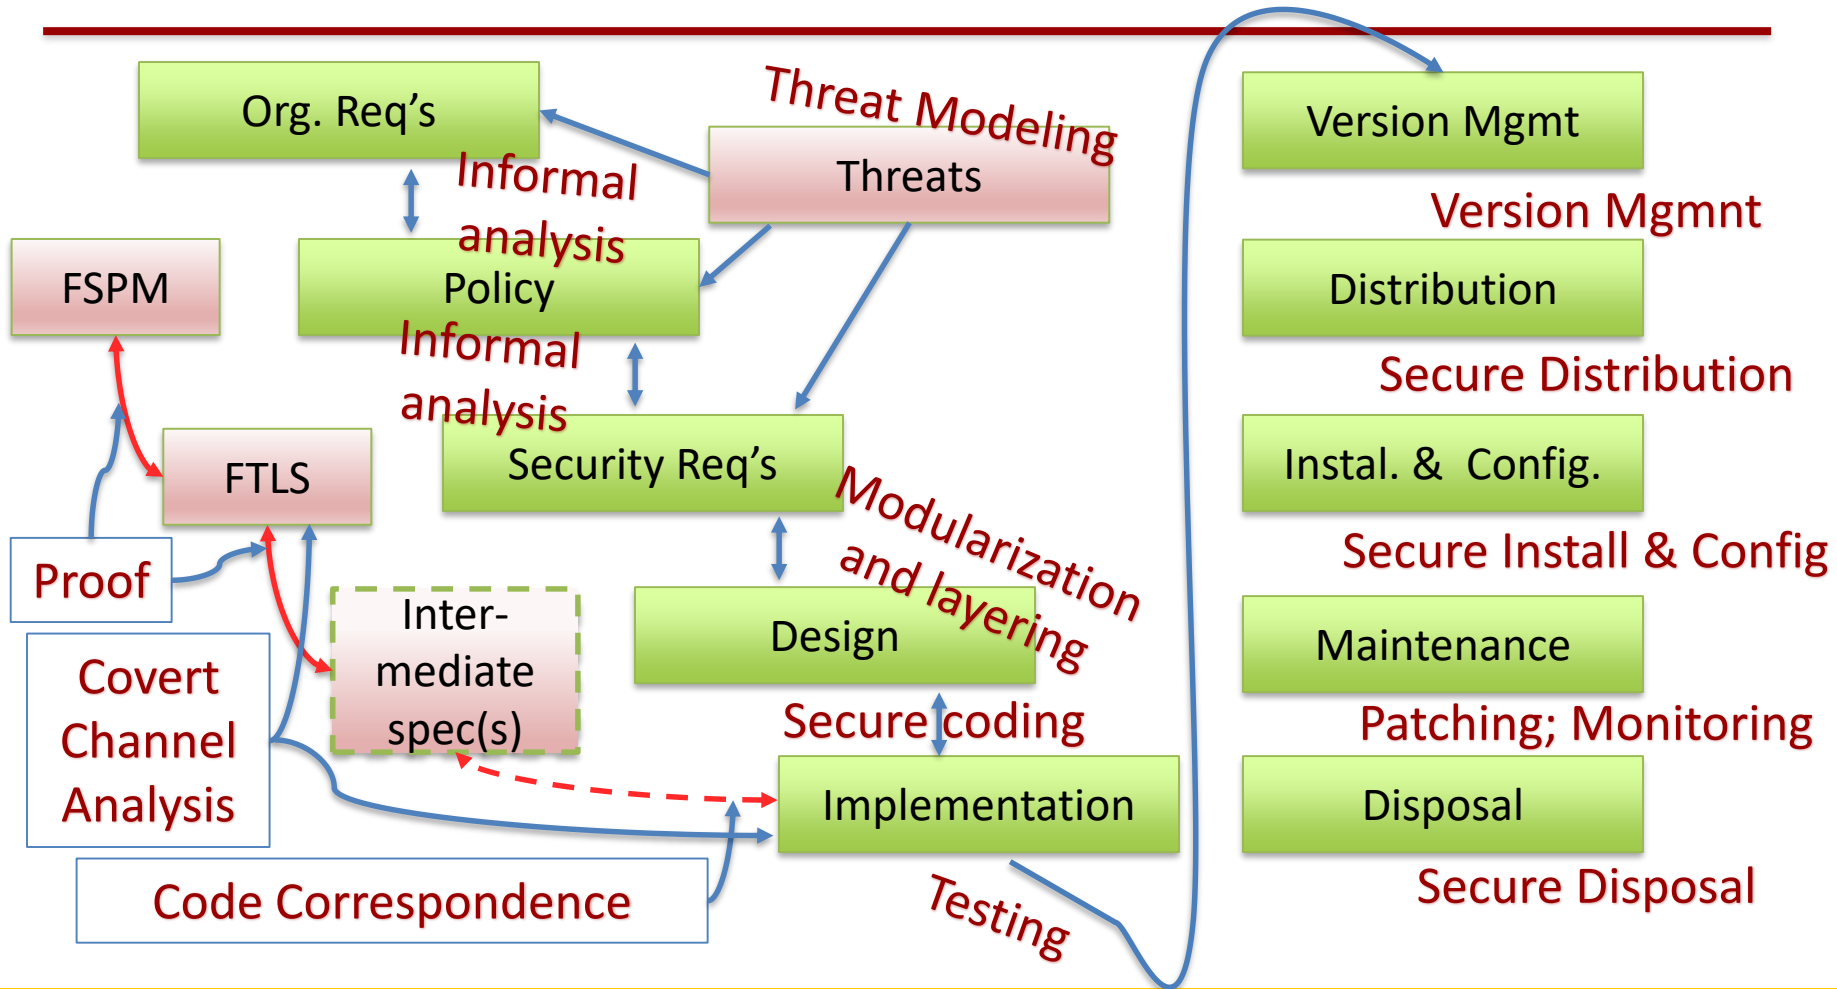 Org. Req's
Threat Modeling
Threats
Informal
analysis
FSPM
Policy
Informal
analysis
FTLS
Security Req's
Modularization
and layering
Proof
Inter-
mediate
spec(s)
Design
Covert
Channel
Analysis
Secure coding
Implementation
Code Correspondence
Testing
Version Mgmt
Version Mgmnt
Distribution
Secure Distribution
Instal. & Config.
Secure Install & Config
Maintenance
Patching; Monitoring
Disposal
Secure Disposal